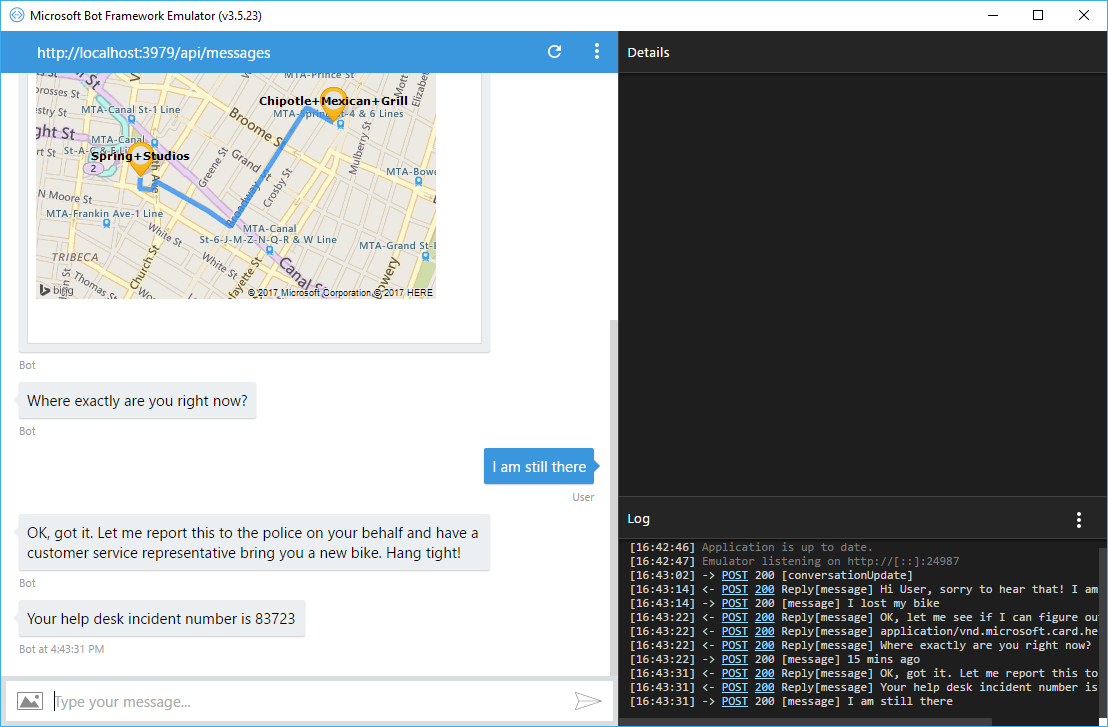 Microsoft Bot Framework Emulator (v3.5.23)
http://localhost:3979/api/messages
MTA-Prince St
Mott
Elizabeth
Chipotle+Mexican+Grill
MTA-Canal St-1 Line
MTA-Spring St-4 & 6 Lines
Broome St
MTA-Canal
St-A-C & E Line
Spring+Studios
2
Greene St
Grand St
Mulberry St
Broadway
Crosby St
MTA-Bowe
N Moore St
MTA-Frankin Ave-1 Line
White St
MTA-Canal
St-6-J-M-Z-N-Q-R & W Line
MTA-Grand St-
TRIBECA
Church St
White St
Canal St
Bowery
Thomas St
bing
© 2017 Microsoft Corporation © 2017 HERE
Bot
Where exactly are you right now?
Bot
I am still there
User
OK, got it. Let me report this to the police on your behalf and have a
customer service representative bring you a new bike. Hang tight!
Bot
Your help desk incident number is 83723
Bot at 4:43:31 PM
Type your message...
Details
Log
[16:42:46] Application is up to date.
[16:42:47] Emulator listening on http://[::]:24987
[16:43:02] -> POST 200 [conversationUpdate]
[16:43:14] <- POST 200 Reply[message] Hi User, sorry to hear that! I am
[16:43:14] -> POST 200 [message] I lost my bike
[16:43:22] <- POST 200 Reply[message] OK, let me see if I can figure ou
[16:43:22] <- POST 200 Reply[message] application/vnd.microsoft.card.he
[16:43:22] <- POST 200 Reply[message] Where exactly are you right now?
[16:43:22] -> POST 200 [message] 15 mins ago
[16:43:31] <- POST 200 Reply[message] OK, got it. Let me report this to
[16:43:31] <- POST 200 Reply[message] Your help desk incident number is
[16:43:31] -> POST 200 [message] I am still there